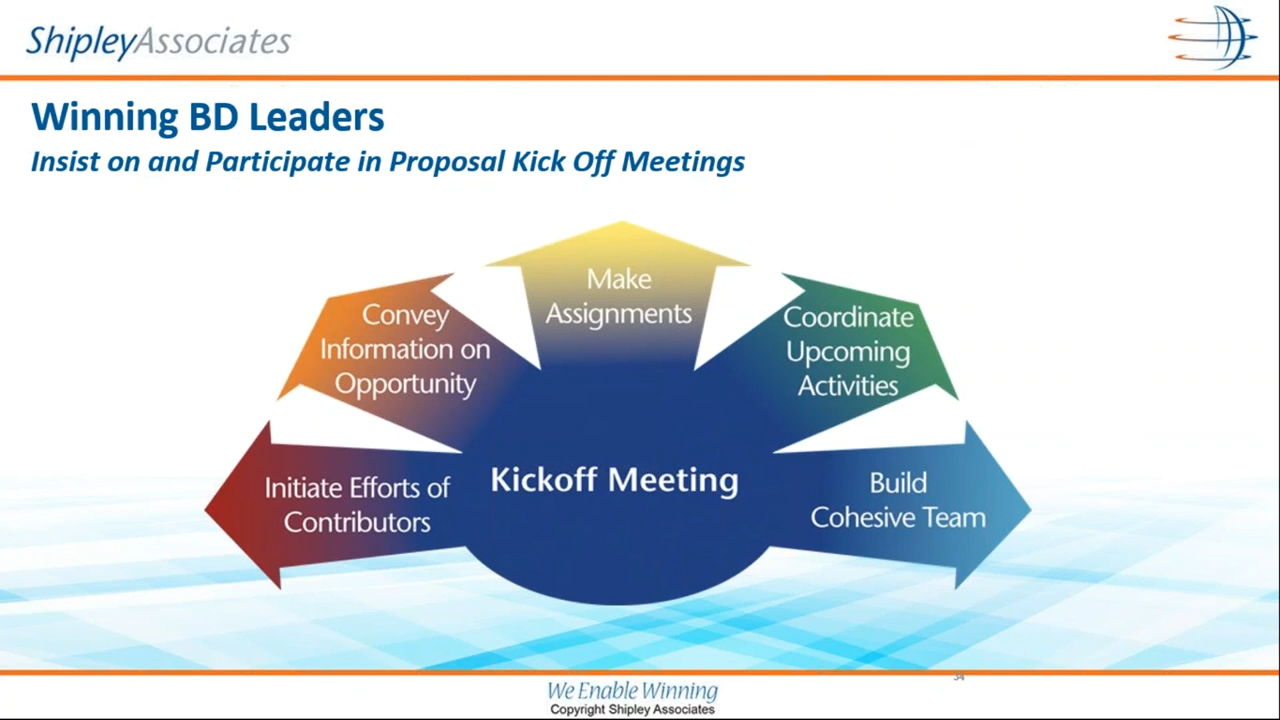 ShipleyAssociates
Winning BD Leaders
Insist on and Participate in Proposal Kick Off Meetings
Initiate Efforts of
Contributors
Convey
Information on
Opportunity
Make
Assignments
Coordinate
Upcoming
Activities
Build
Cohesive Team
Kickoff Meeting
34
We Enable Winning
Copyright Shipley Associates